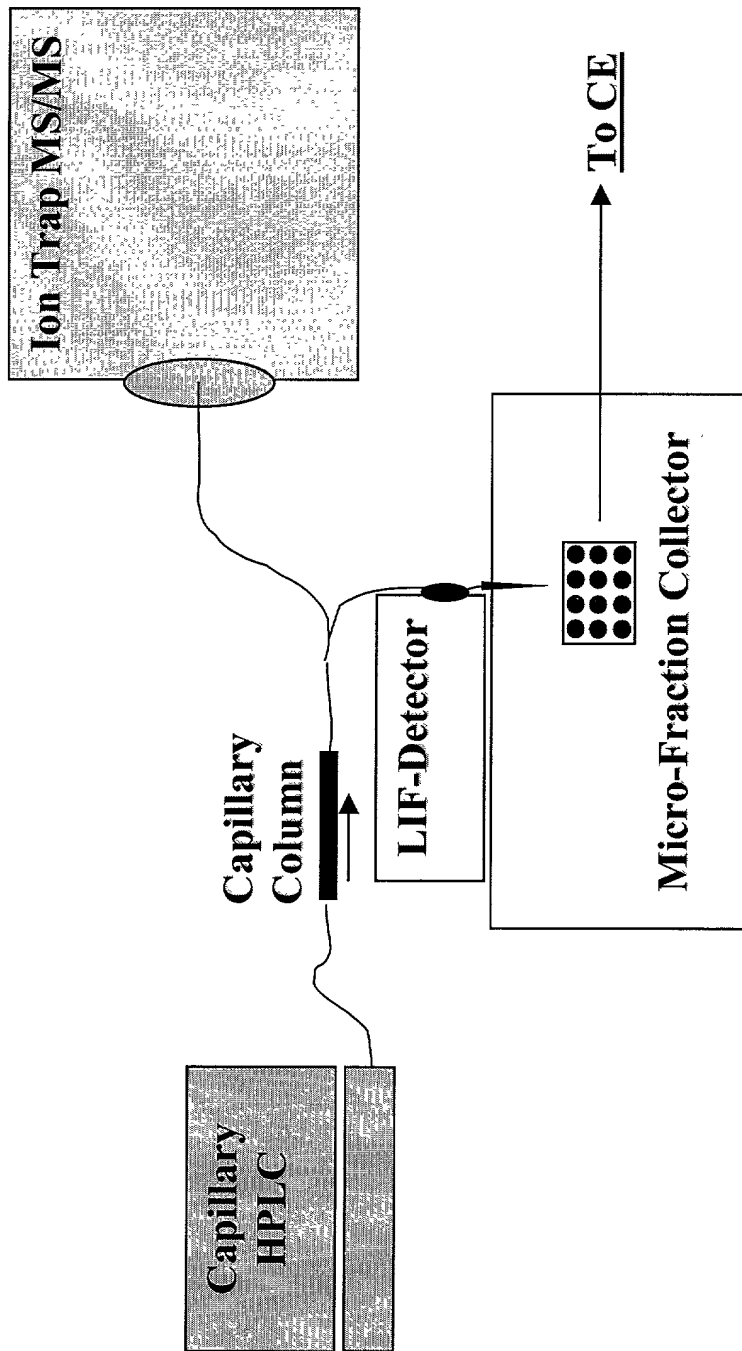 Capillary
HPLC
Capillary
Column
Ion Trap MS/MS
LIF-Detector
Micro-Fraction Collector
To CE